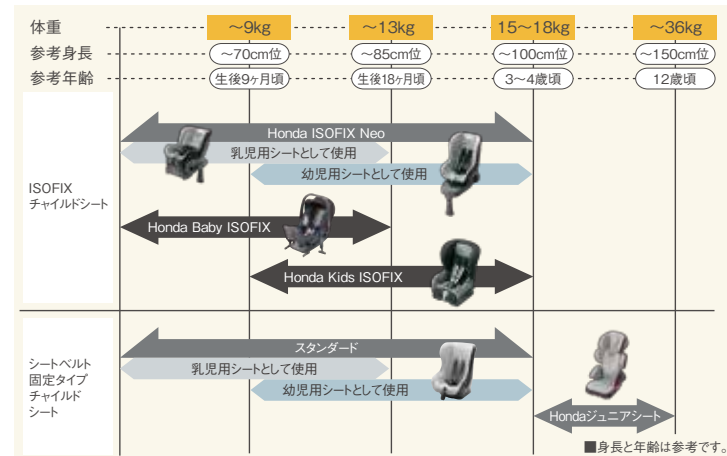 体重 ～9kg ～13kg 15～18kg ～36kg
参考身長 ～70cm位 ～85cm位 ～100cm位 ～150cm位
参考年齢 生後9ヶ月頃 生後18ヶ月頃 3～4歳頃 12歳頃
ISOFIX
チャイルドシート
Honda ISOFIX Neo
乳児用シートとして使用
幼児用シートとして使用
Honda Baby ISOFIX
Honda Kids ISOFIX
シートベルト
固定タイプ
チャイルド
シート
スタンダード
乳児用シートとして使用
幼児用シートとして使用
Hondaジュニアシート
■身長と年齢は参考です。